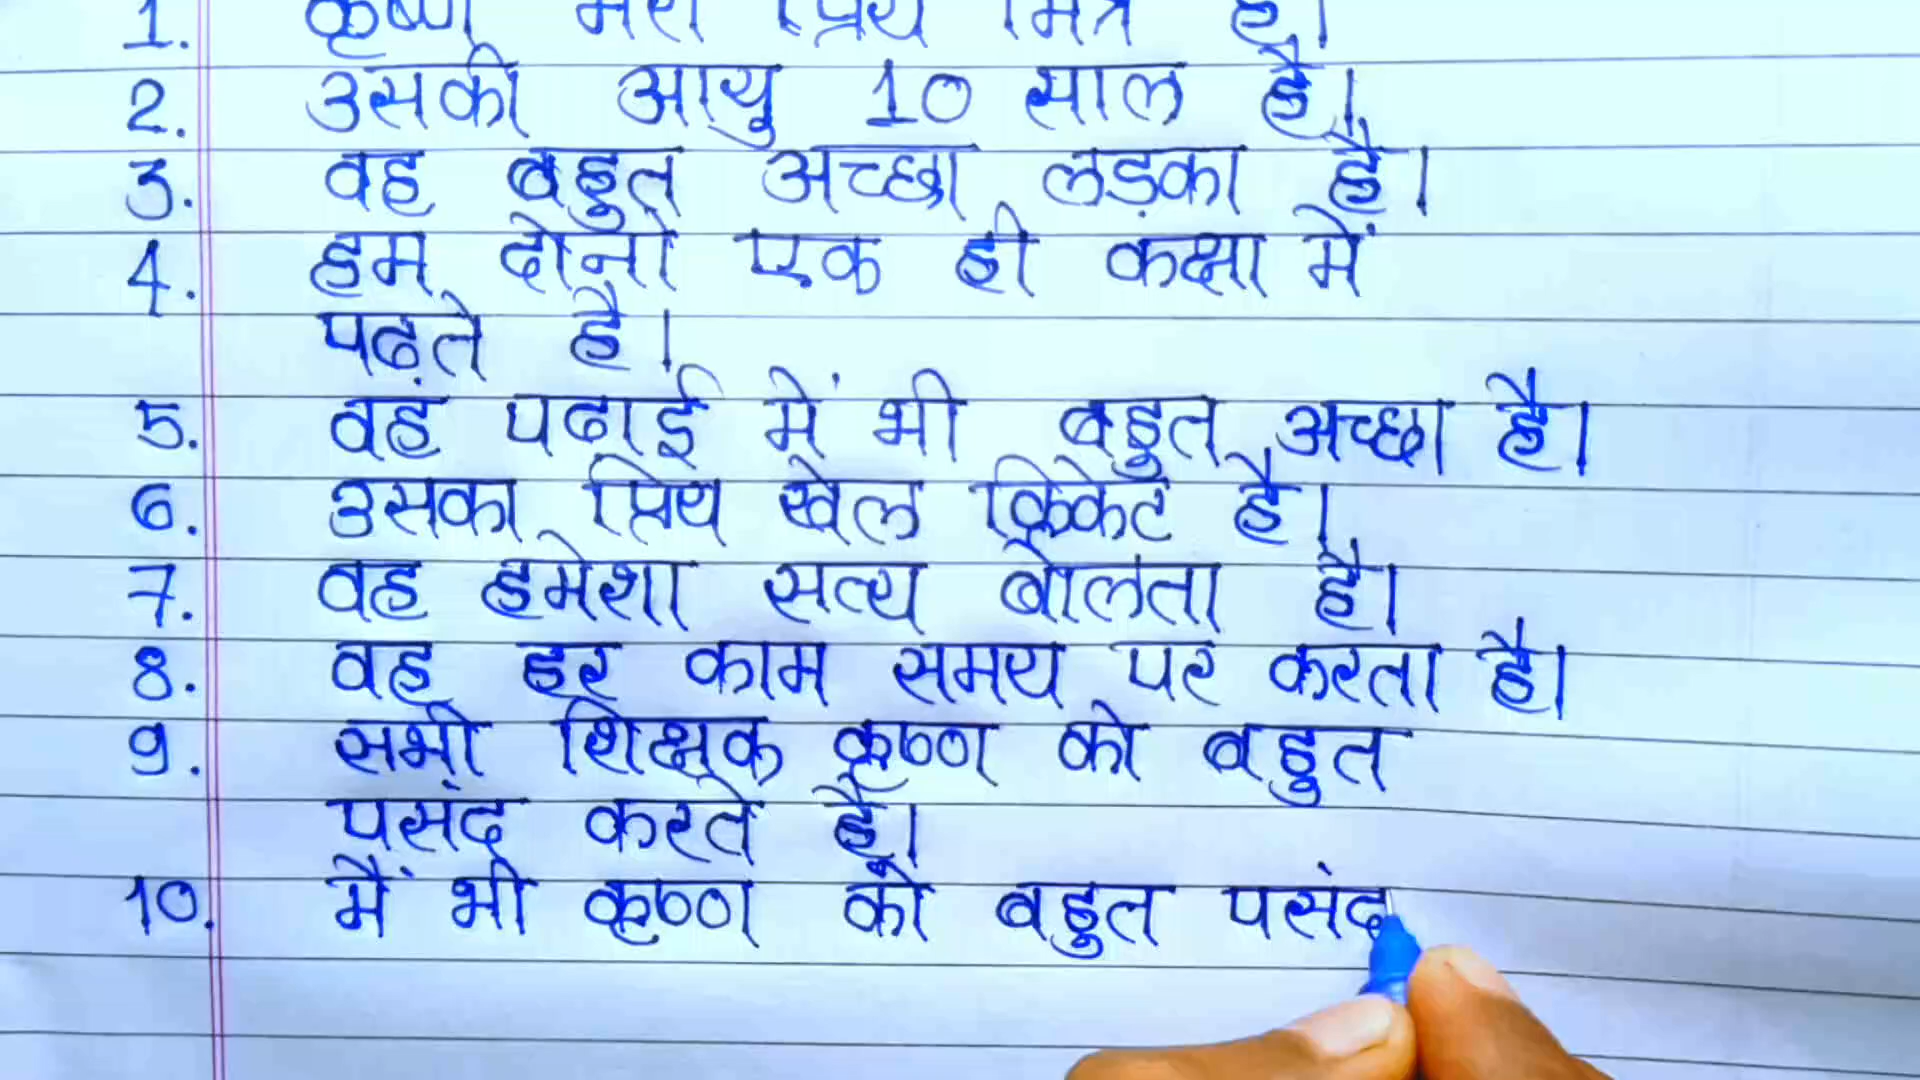 1. कृष्ण मेरा प्रिय मित्र है।
2. उसकी आयु 10 साल है।
3. वह बहुत अच्छा लड़का है।
4. हम दोनो एक ही कक्षा में
पढ़ते है।
5. वह पढाई में भी बहुत अच्छा है।
6. उसका प्रिय खेल क्रिकेट है।
7. वह हमेशा सत्य बोलता है।
8. वह हर काम समय पर करता है।
9. सभी शिक्षक कृष्ण को बहुत
पसंद करते है।
10. मैं भी कृष्ण को बहुत पसंद